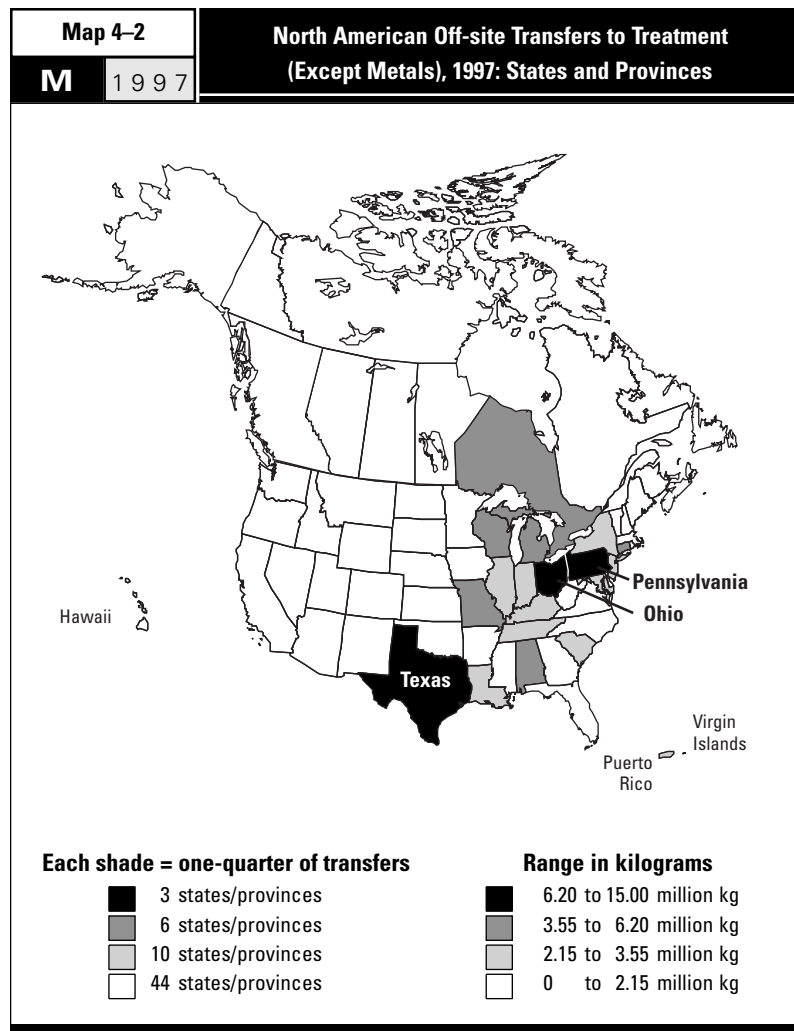 Map 4–2
M 1997
North American Off-site Transfers to Treatment
(Except Metals), 1997: States and Provinces
Pennsylvania
Ohio
Hawaii
Texas
Virgin
Islands
Puerto
Rico
Each shade = one-quarter of transfers
3 states/provinces
6 states/provinces
10 states/provinces
44 states/provinces
Range in kilograms
6.20 to 15.00 million kg
3.55 to 6.20 million kg
2.15 to 3.55 million kg
0 to 2.15 million kg